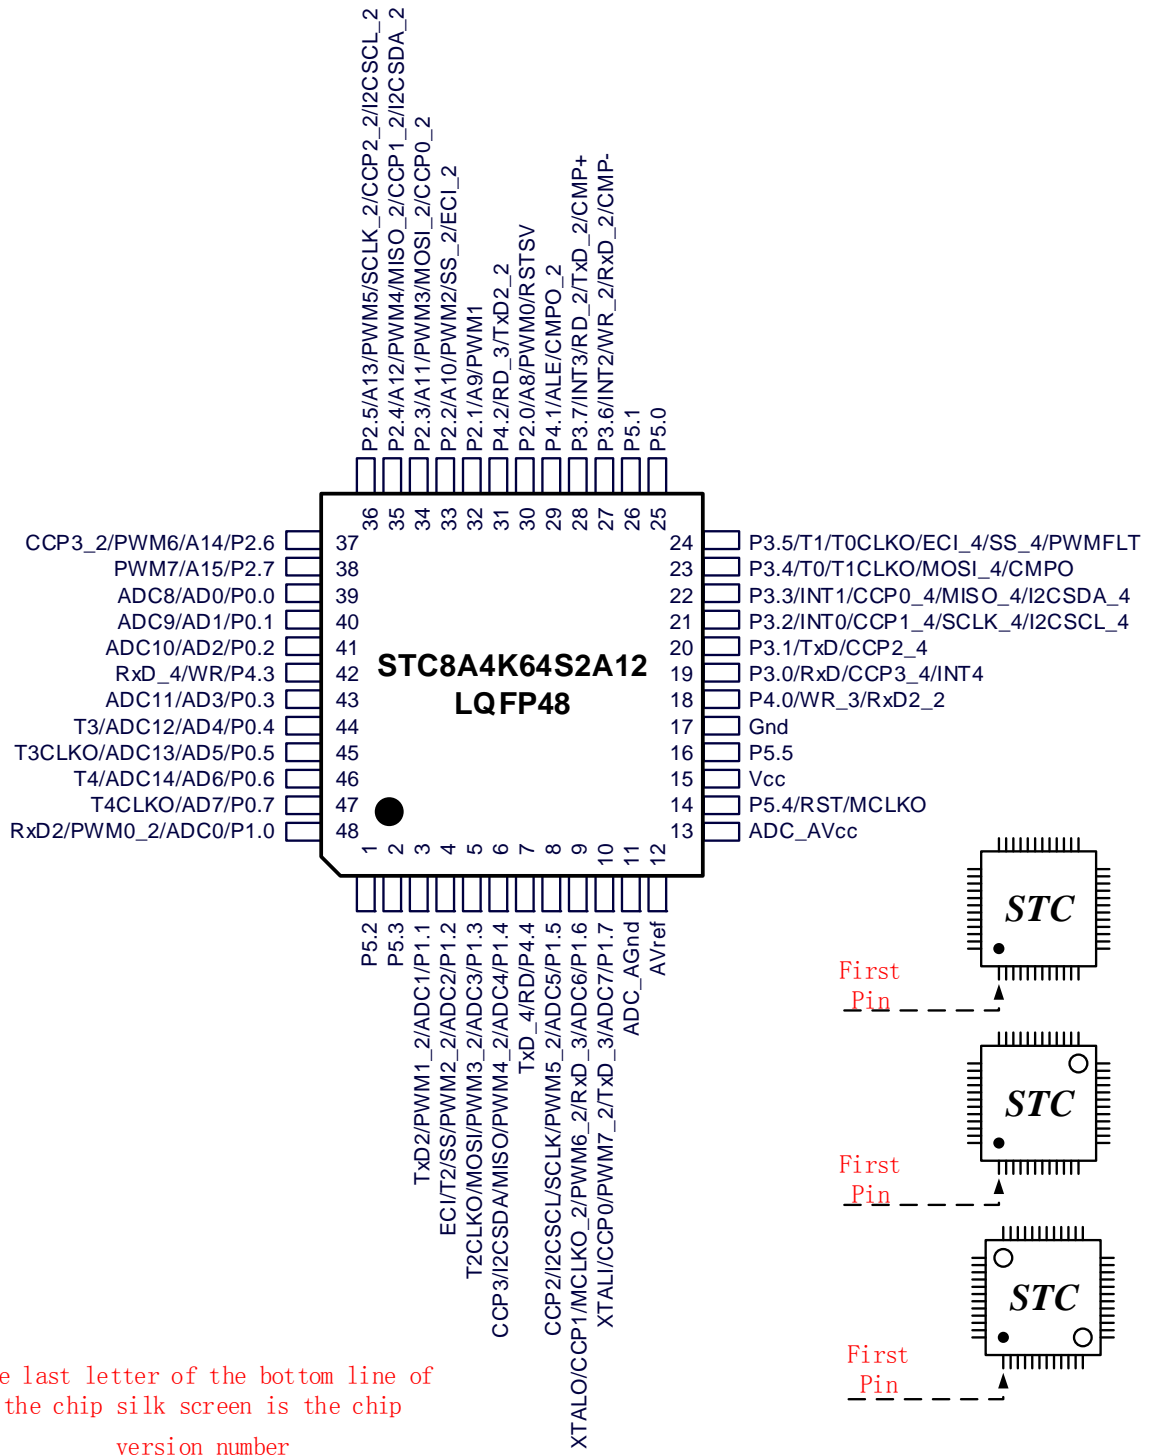 P2.5/A13/PWM5/SCLK_2/CCP2_2/I2CSCL_2
P2.4/A12/PWM4/MISO_2/CCP1_2/I2CSDA_2
P2.3/A11/PWM3/MOSI_2/CCP0_2
P2.2/A10/PWM2/SS_2/ECI_2
P2.1/A9/PWM1
P4.2/RD_3/TxD2_2
P2.0/A8/PWM0/RSTSV
P4.1/ALE/CMPO_2
P3.7/INT3/RD_2/TxD_2/CMP+
P3.6/INT2/WR_2/RxD_2/CMP-
P5.1
P5.0
36 35 34 33 32 31 30 29 28 27 26 25
CCP3_2/PWM6/A14/P2.6 37
PWM7/A15/P2.7 38
ADC8/AD0/P0.0 39
ADC9/AD1/P0.1 40
ADC10/AD2/P0.2 41
RxD_4/WR/P4.3 42
ADC11/AD3/P0.3 43
T3/ADC12/AD4/P0.4 44
T3CLKO/ADC13/AD5/P0.5 45
T4/ADC14/AD6/P0.6 46
T4CLKO/AD7/P0.7 47
RxD2/PWM0_2/ADC0/P1.0 48
STC8A4K64S2A12
LQFP48
24 P3.5/T1/T0CLKO/ECI_4/SS_4/PWMFLT
23 P3.4/T0/T1CLKO/MOSI_4/CMPO
22 P3.3/INT1/CCP0_4/MISO_4/I2CSDA_4
21 P3.2/INT0/CCP1_4/SCLK_4/I2CSCL_4
20 P3.1/TxD/CCP2_4
19 P3.0/RxD/CCP3_4/INT4
18 P4.0/WR_3/RxD2_2
17 Gnd
16 P5.5
15 Vcc
14 P5.4/RST/MCLKO
13 ADC_AVcc
1 2 3 4 5 6 7 8 9 10 11 12
P5.2
P5.3
TxD2/PWM1_2/ADC1/P1.1
ECI/T2/SS/PWM2_2/ADC2/P1.2
T2CLKO/MOSI/PWM3_2/ADC3/P1.3
CCP3/I2CSDA/MISO/PWM4_2/ADC4/P1.4
TxD_4/RD/P4.4
CCP2/I2CSCL/SCLK/PWM5_2/ADC5/P1.5
XTALO/CCP1/MCLKO_2/PWM6_2/RxD_3/ADC6/P1.6
XTALI/CCP0/PWM7_2/TxD_3/ADC7/P1.7
ADC_AGnd
AVref
STC
First
Pin
STC
First
Pin
STC
First
Pin
e last letter of the bottom line of
the chip silk screen is the chip
version number